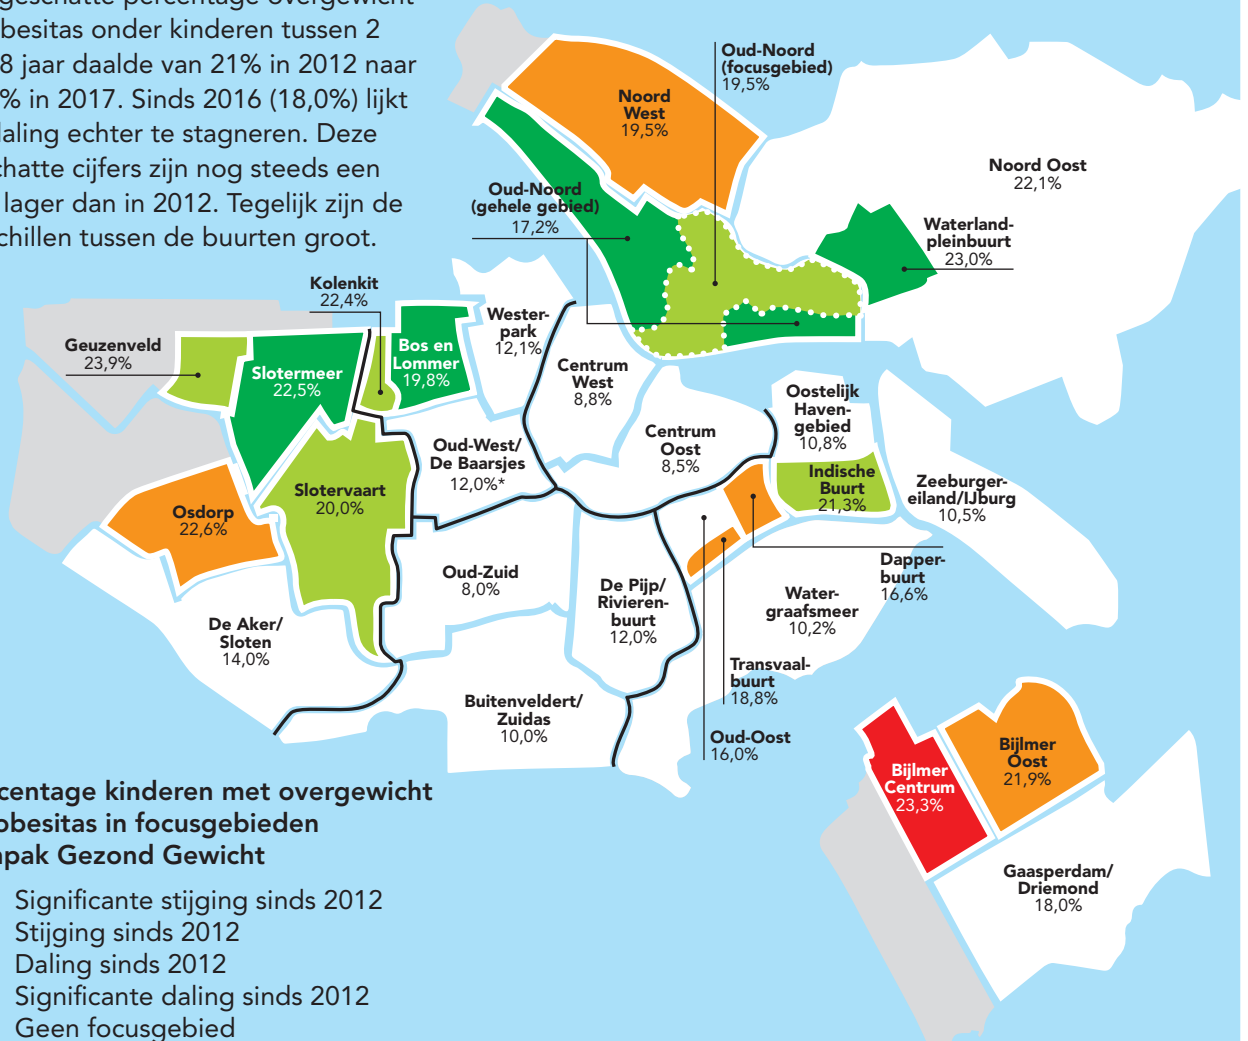 geschatte percentage overgewicht
besitas onder kinderen tussen 2
8 jaar daalde van 21% in 2012 naar
% in 2017. Sinds 2016 (18,0%) lijkt
daling echter te stagneren. Deze
chatte cijfers zijn nog steeds een
lager dan in 2012. Tegelijk zijn de
chillen tussen de buurten groot.
Oud-Noord
(focusgebied)
19,5%
Noord
West
19,5%
Noord Oost
22,1%
Oud-Noord
(gehele gebied)
17,2%
Waterland-
pleinbuurt
23,0%
Kolenkit
22,4%
Geuzenveld
23,9%
Slotermeer
22,5%
Bos en
Lommer
19,8%
Wester-
park
12,1%
Centrum
West
8,8%
Centrum
Oost
8,5%
Oostelijk
Haven-
gebied
10,8%
Oud-West/
De Baarsjes
12,0%*
Indische
Buurt
21,3%
Zeeburger-
eiland/IJburg
10,5%
Slotervaart
20,0%
Osdorp
22,6%
Oud-Zuid
8,0%
De Pijp/
Rivieren-
buurt
12,0%
Dapper-
buurt
16,6%
Water-
graafsmeer
10,2%
De Aker/
Sloten
14,0%
Transvaal-
buurt
18,8%
Buitenveldert/
Zuidas
10,0%
Oud-Oost
16,0%
Bijlmer
Centrum
23,3%
Bijlmer
Oost
21,9%
Gaasperdam/
Driemond
18,0%
centage kinderen met overgewicht
obesitas in focusgebieden
npak Gezond Gewicht
Significante stijging sinds 2012
Stijging sinds 2012
Daling sinds 2012
Significante daling sinds 2012
Geen focusgebied